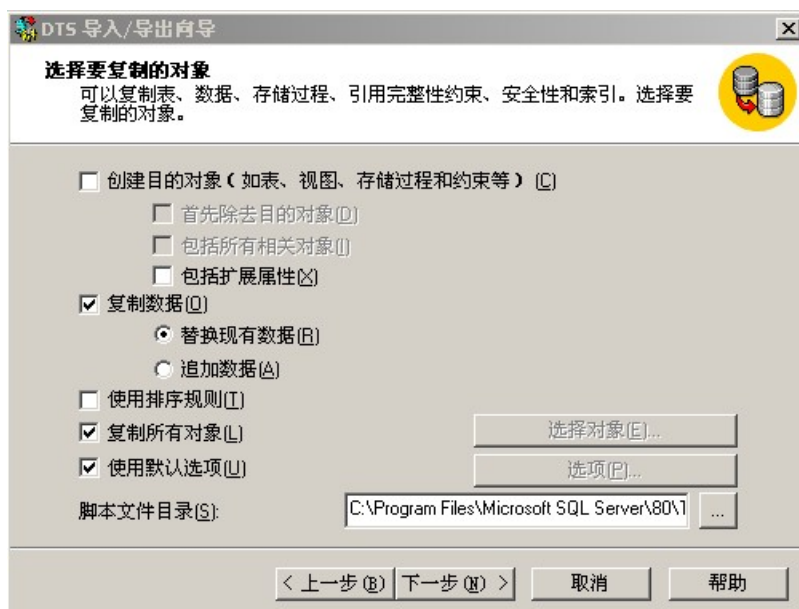 DTS 导入/导出向导
选择要复制的对象
可以复制表、数据、存储过程、引用完整性约束、安全性和索引。选择要
复制的对象。
创建目的对象(如表、视图、存储过程和约束等) (C)
首先除去目的对象(D)
包括所有相关对象(I)
包括扩展属性(X)
复制数据(O)
替换现有数据(R)
追加数据(A)
使用排序规则(T)
复制所有对象(L) 选择对象(E)...
使用默认选项(U) 选项(P)...
脚本文件目录(S): C:\Program Files\Microsoft SQL Server\80\T ...
< 上一步(B) 下一步(N) > 取消 帮助